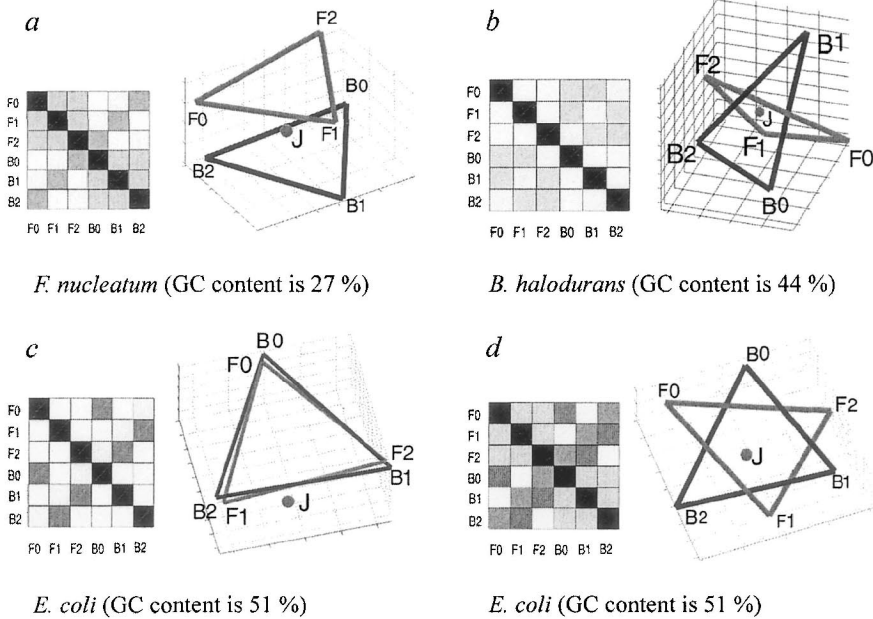 a
F0
F1
F2
B0
B1
B2
F0 F1 F2 B0 B1 B2
F2
B0
F0
F1
J
B2
B1
F. nucleatum (GC content is 27 %)
b
F0
F1
F2
B0
B1
B2
F0 F1 F2 B0 B1 B2
B1
F2
J
F1
B2
F0
B0
B. halodurans (GC content is 44 %)
c
F0
F1
F2
B0
B1
B2
F0 F1 F2 B0 B1 B2
B0
F0
F2
B1
B2
F1
J
E. coli (GC content is 51 %)
d
F0
F1
F2
B0
B1
B2
F0 F1 F2 B0 B1 B2
B0
F0
F2
J
B1
B2
F1
E. coli (GC content is 51 %)